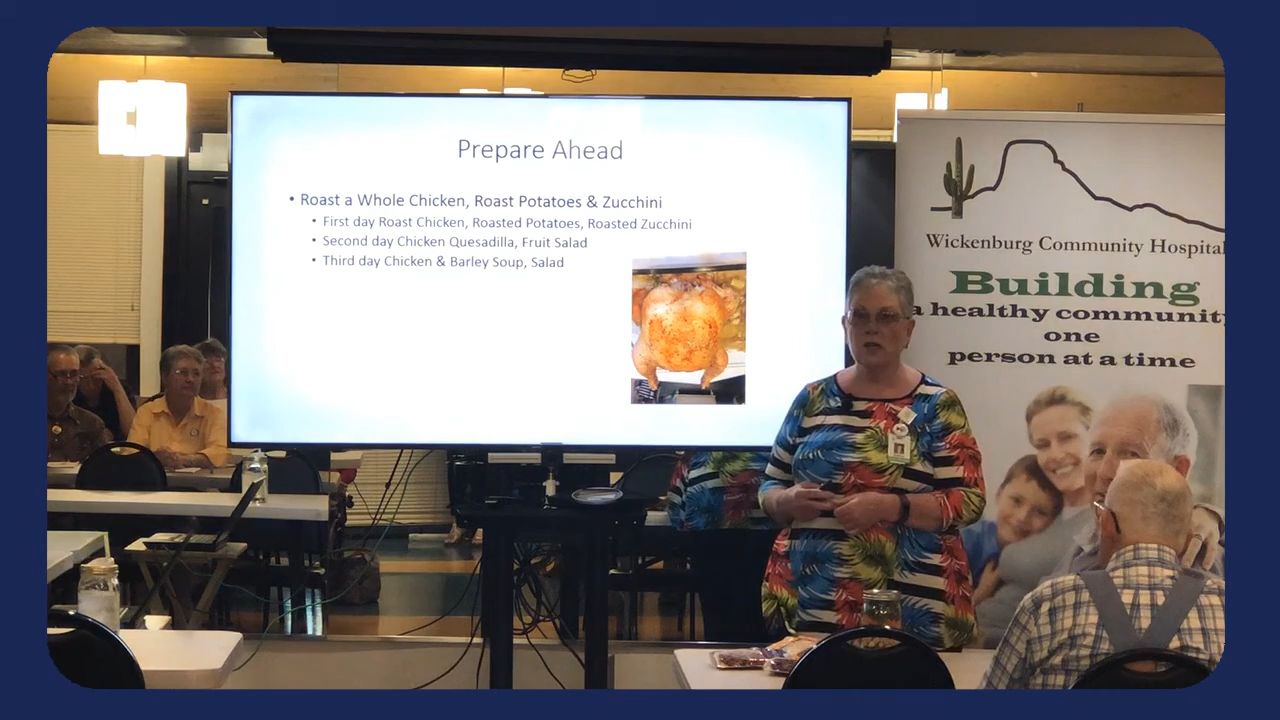 Prepare Ahead
• Roast a Whole Chicken, Roast Potatoes & Zucchini
• First day Roast Chicken, Roasted Potatoes, Roasted Zucchini
• Second day Chicken Quesadilla, Fruit Salad
• Third day Chicken & Barley Soup, Salad
Wickenburg Community Hospital
Building
a healthy community
one
person at a time